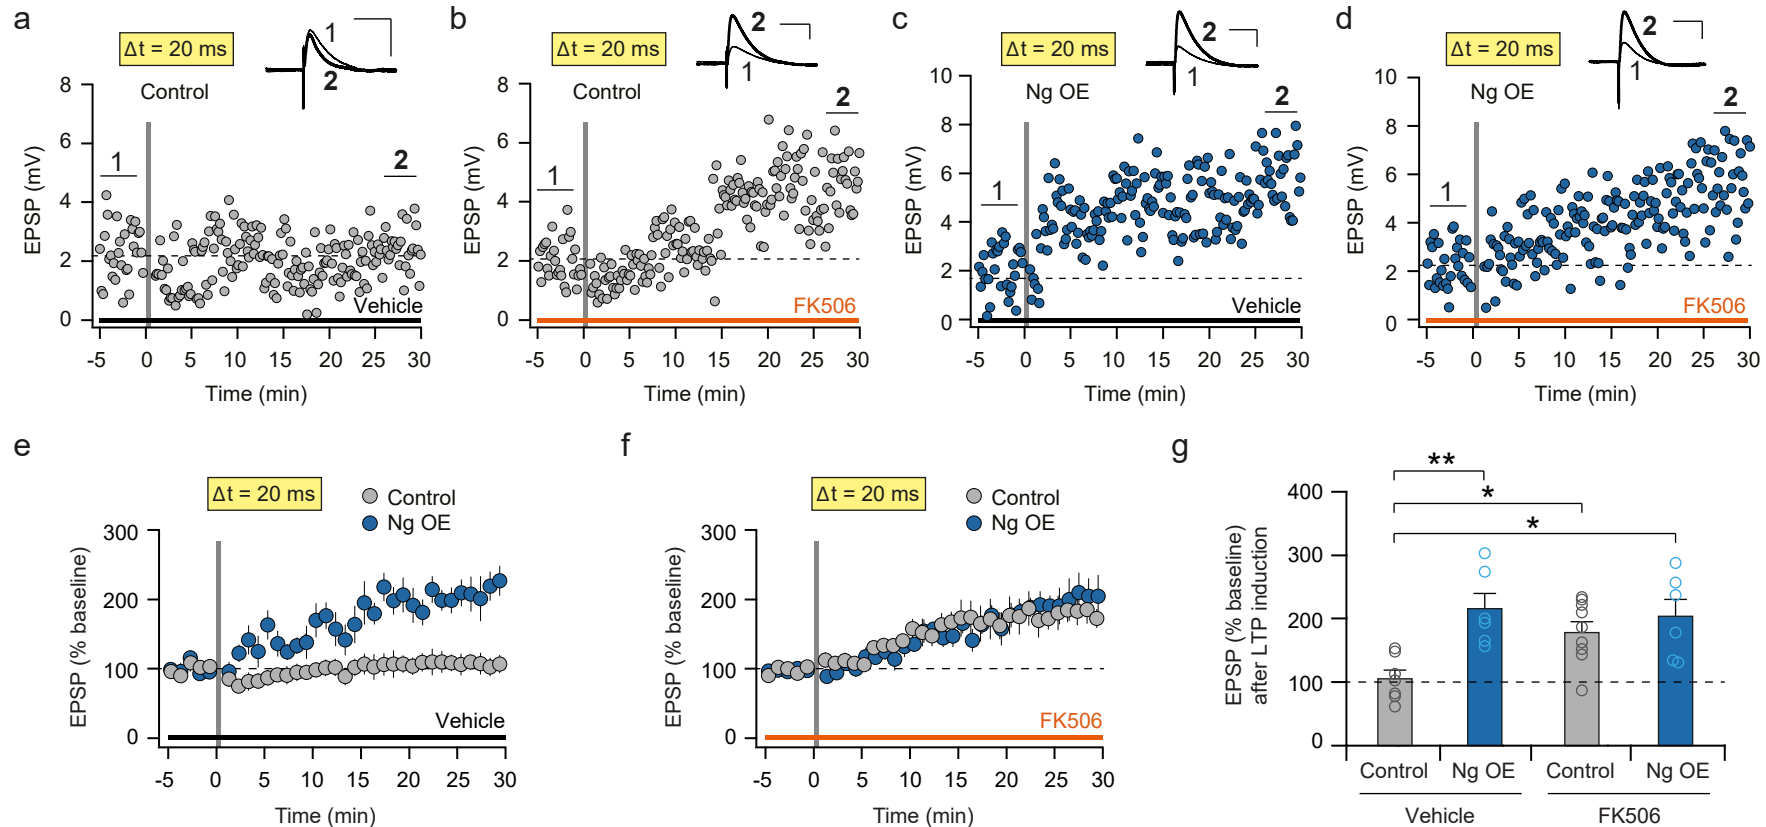 a
Δt = 20 ms
1
2
Control
EPSP (mV)
8
6
4
2
0
1
2
Vehicle
-5 0 5 10 15 20 25 30
Time (min)
b
Δt = 20 ms
2
1
Control
EPSP (mV)
8
6
4
2
0
1
2
FK506
-5 0 5 10 15 20 25 30
Time (min)
c
Δt = 20 ms
2
1
Ng OE
EPSP (mV)
10
8
6
4
2
0
1
2
Vehicle
-5 0 5 10 15 20 25 30
Time (min)
d
Δt = 20 ms
2
1
Ng OE
EPSP (mV)
10
8
6
4
2
0
1
2
FK506
-5 0 5 10 15 20 25 30
Time (min)
e
Δt = 20 ms
Control
Ng OE
EPSP (% baseline)
300
200
100
0
Vehicle
-5 0 5 10 15 20 25 30
Time (min)
f
Δt = 20 ms
Control
Ng OE
EPSP (% baseline)
300
200
100
0
FK506
-5 0 5 10 15 20 25 30
Time (min)
g
**
*
*
EPSP (% baseline)
after LTP induction
400
300
200
100
0
Control Ng OE Control Ng OE
Vehicle FK506